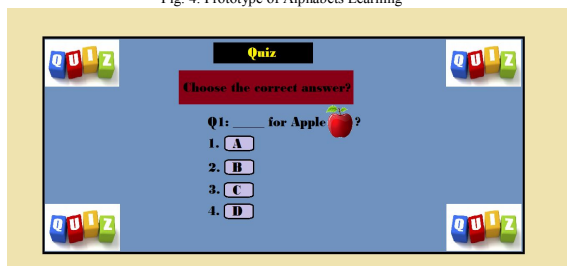 Fig. 4. Prototype of Alphabets Learning
QUIZ
QUIZ
Quiz
Choose the correct answer?
Q1: ____ for Apple ?
1. A
2. B
3. C
4. D
QUIZ
QUIZ